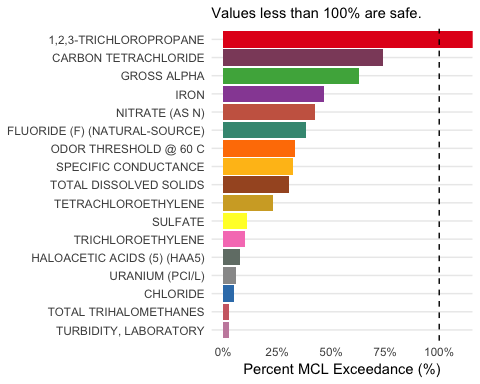 Values less than 100% are safe.
1,2,3-TRICHLOROPROPANE
CARBON TETRACHLORIDE
GROSS ALPHA
IRON
NITRATE (AS N)
FLUORIDE (F) (NATURAL-SOURCE)
ODOR THRESHOLD @ 60 C
SPECIFIC CONDUCTANCE
TOTAL DISSOLVED SOLIDS
TETRACHLOROETHYLENE
SULFATE
TRICHLOROETHYLENE
HALOACETIC ACIDS (5) (HAA5)
URANIUM (PCI/L)
CHLORIDE
TOTAL TRIHALOMETHANES
TURBIDITY, LABORATORY
0% 25% 50% 75% 100%
Percent MCL Exceedance (%)